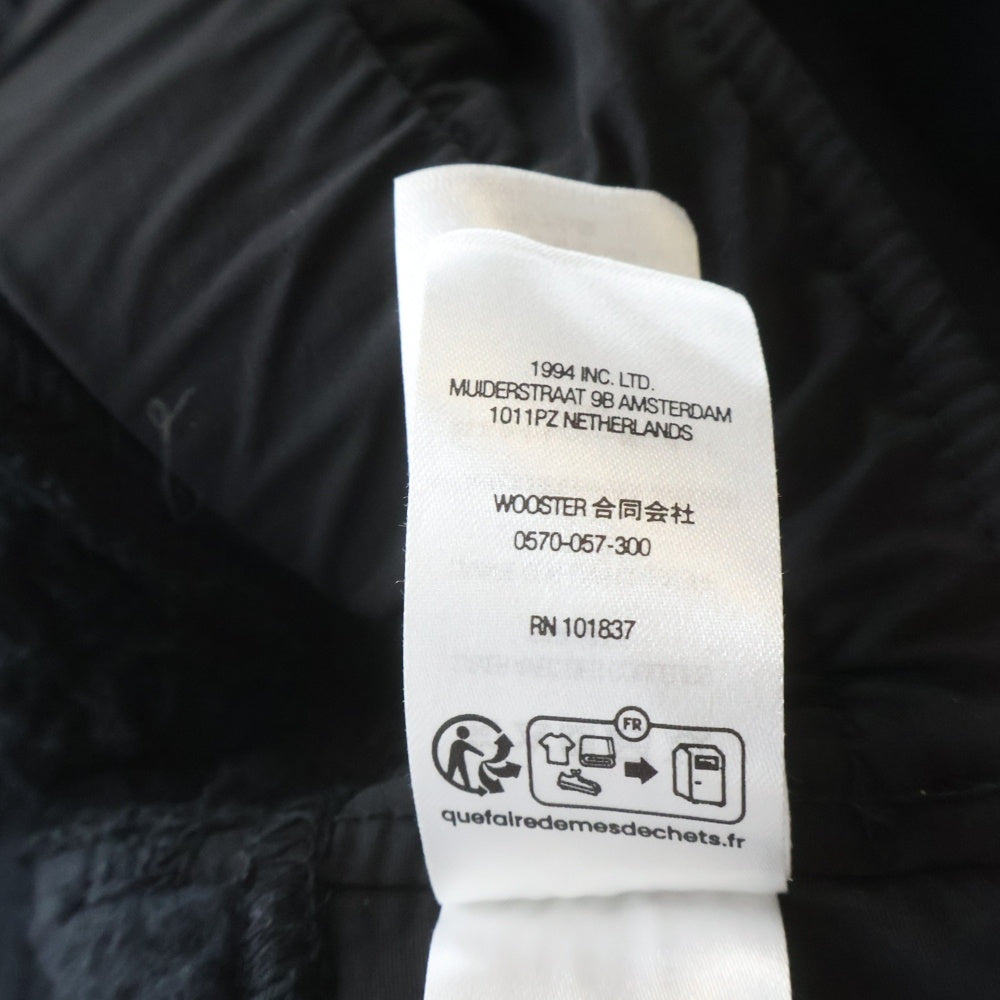 1994 INC. LTD.
MUIDERSTRAAT 9B AMSTERDAM
1011PZ NETHERLANDS
WOOSTER 合同会社
0570-057-300
RN 101837
FR
quefairedemesdechets.fr